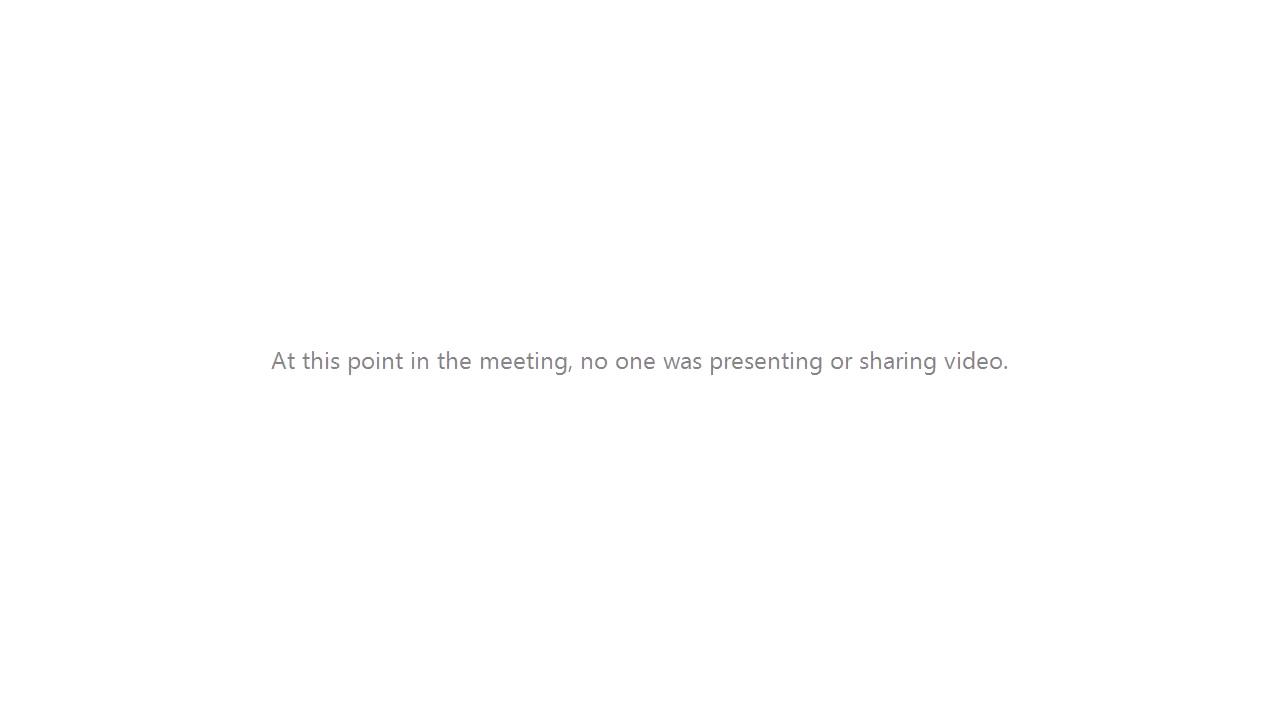 At this point in the meeting, no one was presenting or sharing video.